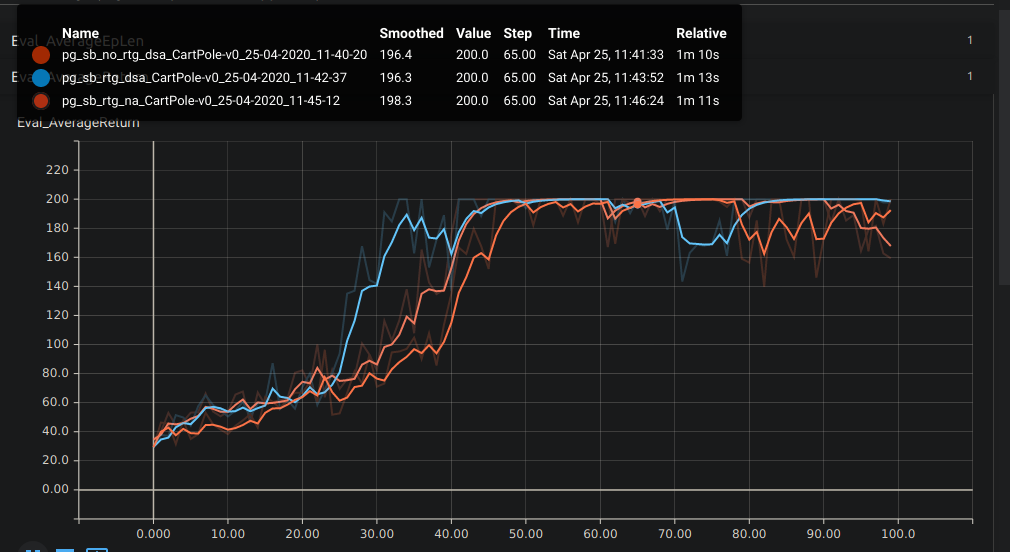 Eval_AverageEpLen
1
Name Smoothed Value Step Time Relative
pg_sb_no_rtg_dsa_CartPole-v0_25-04-2020_11-40-20 196.4 200.0 65.00 Sat Apr 25, 11:41:33 1m 10s
pg_sb_rtg_dsa_CartPole-v0_25-04-2020_11-42-37 196.3 200.0 65.00 Sat Apr 25, 11:43:52 1m 13s
1
pg_sb_rtg_na_CartPole-v0_25-04-2020_11-45-12 198.3 200.0 65.00 Sat Apr 25, 11:46:24 1m 11s
Eval_AverageReturn
220
200
180
160
140
120
100
80.0
60.0
40.0
20.0
0.00
0.000 10.00 20.00 30.00 40.00 50.00 60.00 70.00 80.00 90.00 100.0